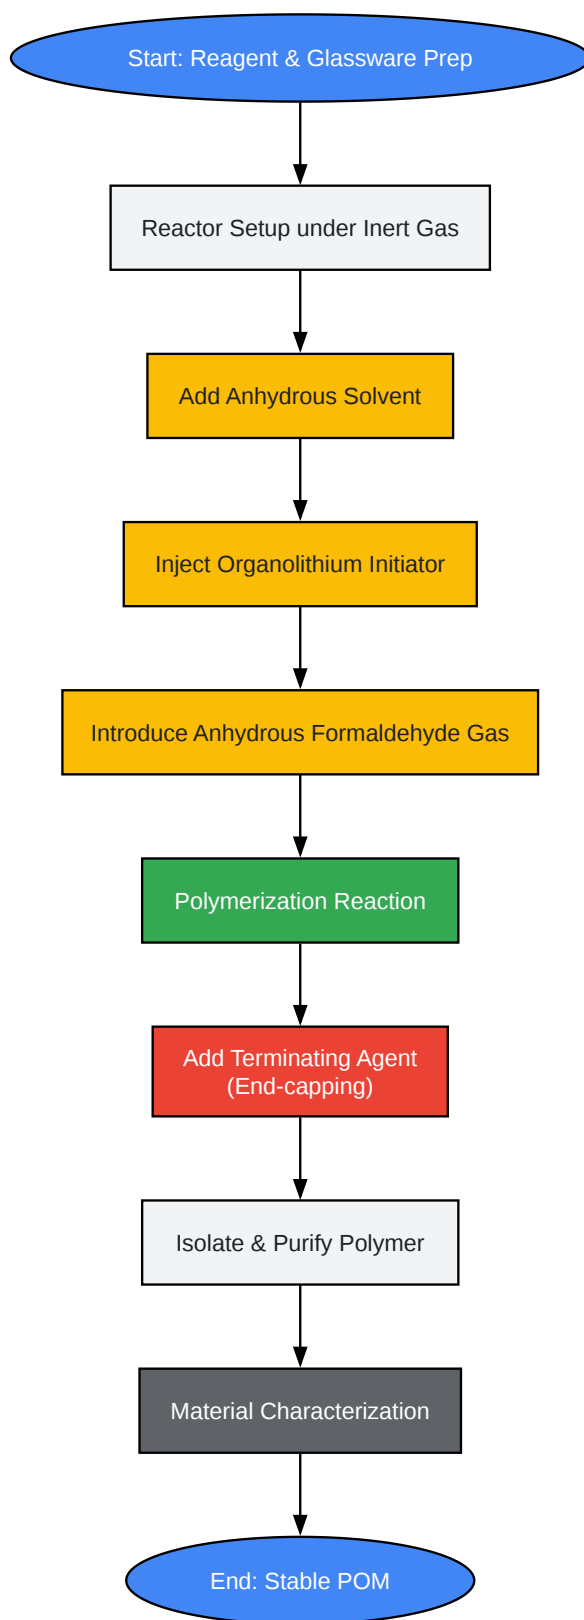 Start: Reagent & Glassware Prep
Reactor Setup under Inert Gas
Add Anhydrous Solvent
Inject Organolithium Initiator
Introduce Anhydrous Formaldehyde Gas
Polymerization Reaction
Add Terminating Agent
(End-capping)
Isolate & Purify Polymer
Material Characterization
End: Stable POM